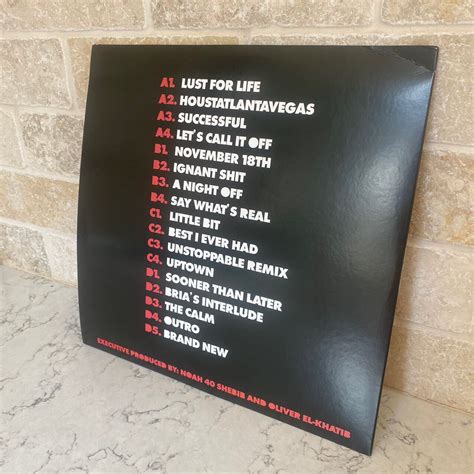 A1. LUST FOR LIFE
A2. HOUSTATLANTAVEGAS
A3. SUCCESSFUL
A4. LET'S CALL IT OFF
B1. NOVEMBER 18TH
B2. IGNANT SHIT
B3. A NIGHT OFF
B4. SAY WHAT'S REAL
C1. LITTLE BIT
C2. BEST I EVER HAD
C3. UNSTOPPABLE REMIX
C4. UPTOWN
D1. SOONER THAN LATER
D2. BRIA'S INTERLUDE
D3. THE CALM
D4. OUTRO
D5. BRAND NEW
EXECUTIVE PRODUCED BY: NOAH 40 SHEBIB AND OLIVER EL-KHATIB